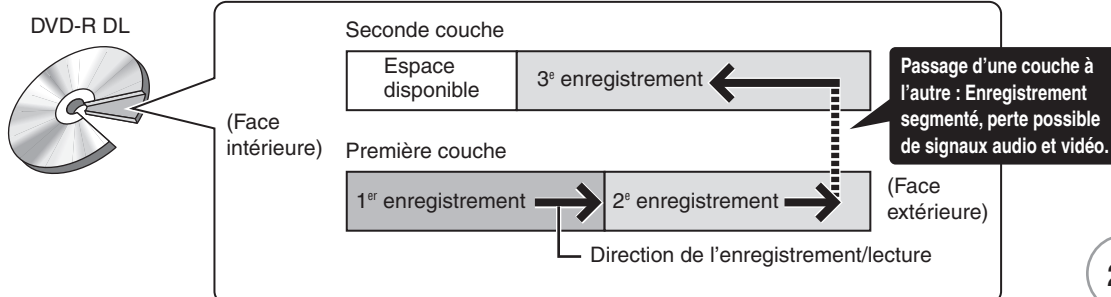 DVD-R DL
Seconde couche
Espace
disponible
3e enregistrement
Passage d'une couche à
l'autre : Enregistrement
segmenté, perte possible
de signaux audio et vidéo.
(Face
intérieure)
Première couche
1er enregistrement
2e enregistrement
(Face
extérieure)
Direction de l'enregistrement/lecture